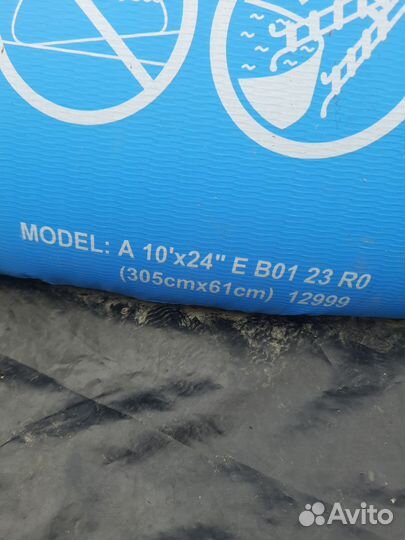 MODEL: A 10'x24" E B01 23 R0
(305cmx61cm) 12999
Avito